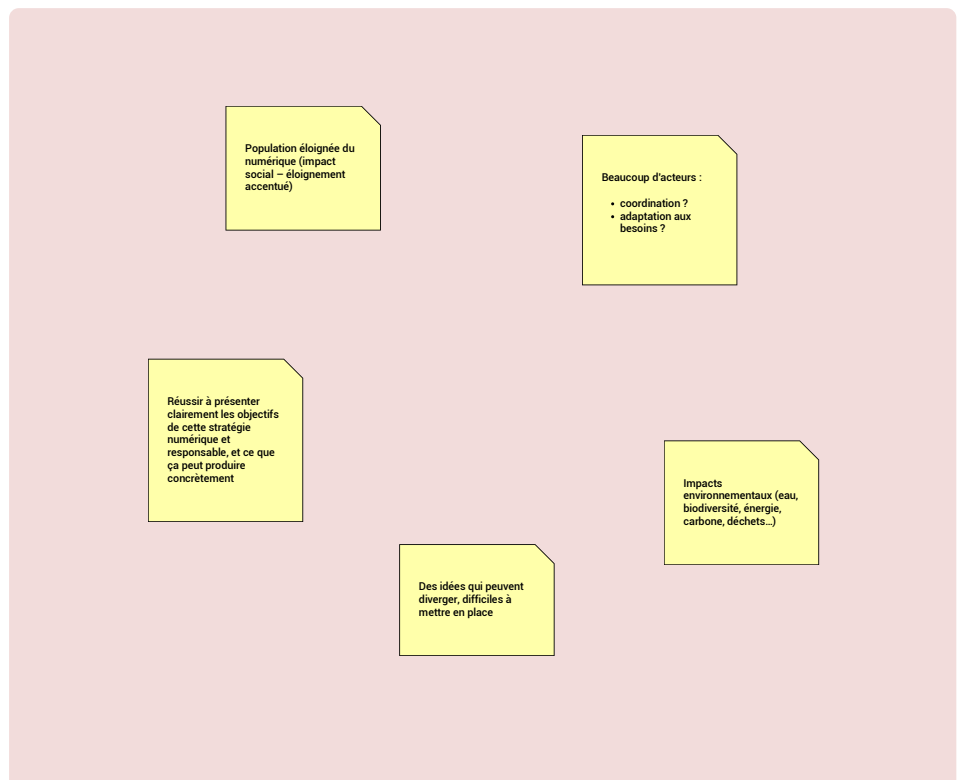 Population éloignée du
numérique (impact
social – éloignement
accentué)
Beaucoup d'acteurs :
• coordination ?
• adaptation aux
besoins ?
Réussir à présenter
clairement les objectifs
de cette stratégie
numérique et
responsable, et ce que
ça peut produire
concrètement
Impacts
environnementaux (eau,
biodiversité, énergie,
carbone, déchets...)
Des idées qui peuvent
diverger, difficiles à
mettre en place